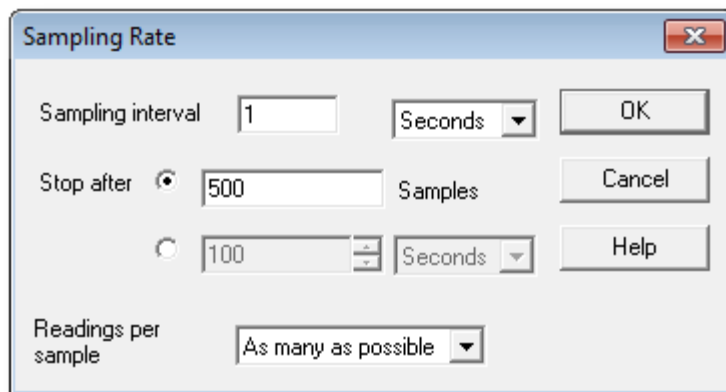 Sampling Rate
Sampling interval 1 Seconds OK
Stop after 500 Samples Cancel
100 Seconds Help
Readings per
sample As many as possible